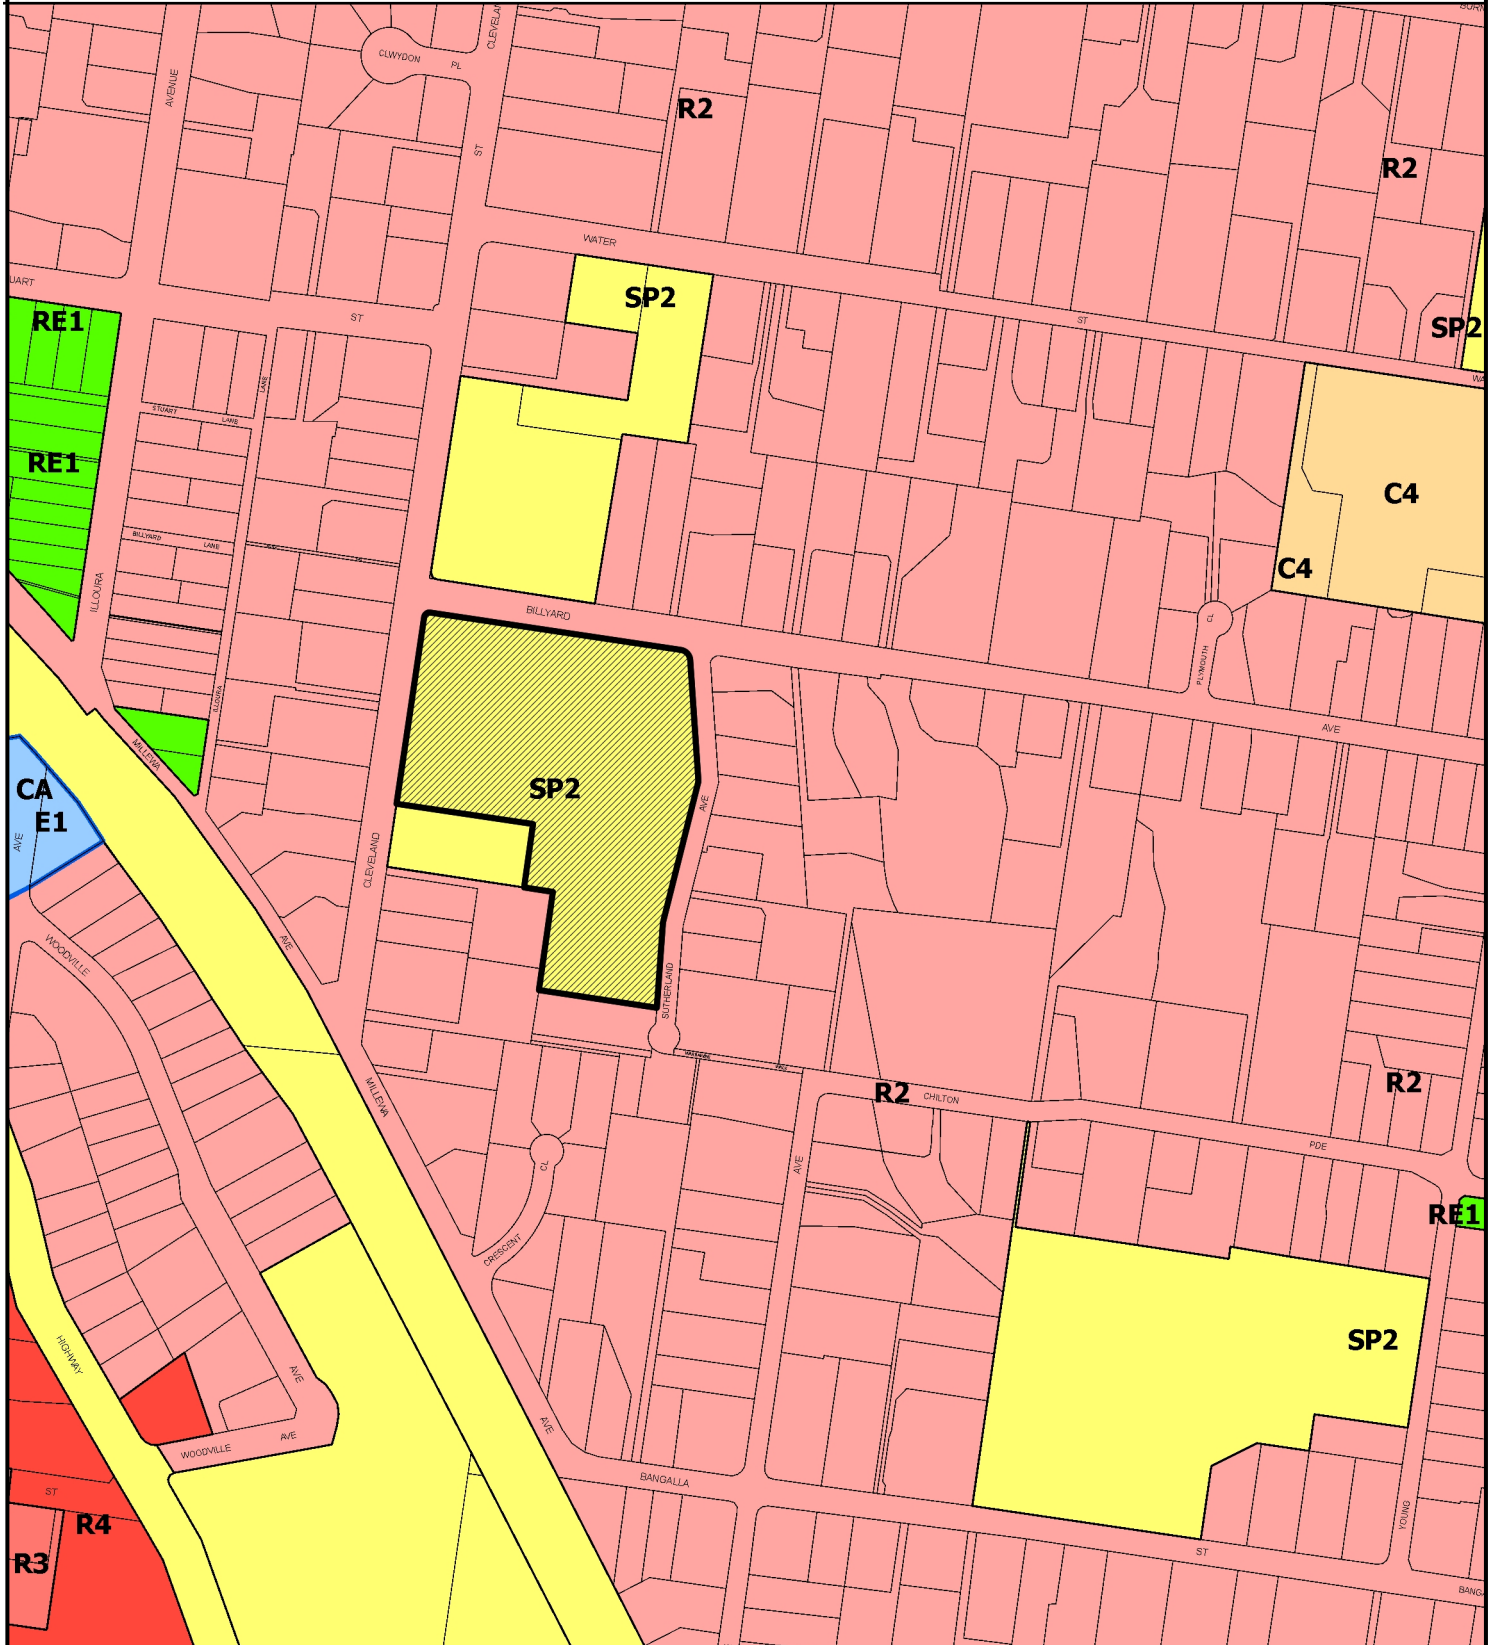 CLWYDON
PL
AVENUE
ST
R2
R2
WATER
UART
ST
SP2
RE1
ST
SP2
STUART
LANE
LANE
RE1
C4
C4
BILLYARD
LANE
ILLOURA
BILLYARD
CL
PLYMOUTH
ILLOURA
AVE
MILLEWA
CA
E1
AVE
SP2
AVE
CLEVELAND
WOODVILLE
AVE
SUTHERLAND
MILLEWA
R2
CHILTON
R2
PDE
CL
AVE
RE1
CRESCENT
SP2
HIGHWAY
AVE
AVE
WOODVILLE
AVE
BANGALLA
ST
R4
YOUNG
R3
ST
BANG